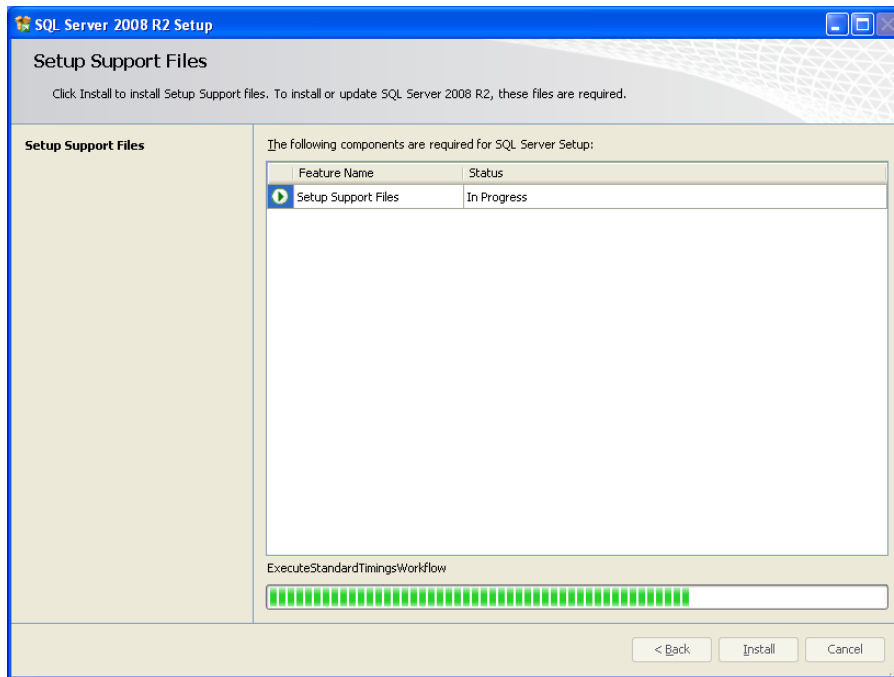 SQL Server 2008 R2 Setup
Setup Support Files
Click Install to install Setup Support files. To install or update SQL Server 2008 R2, these files are required.
Setup Support Files
The following components are required for SQL Server Setup:
Feature Name Status
Setup Support Files In Progress
ExecuteStandardTimingsWorkflow
< Back Install Cancel